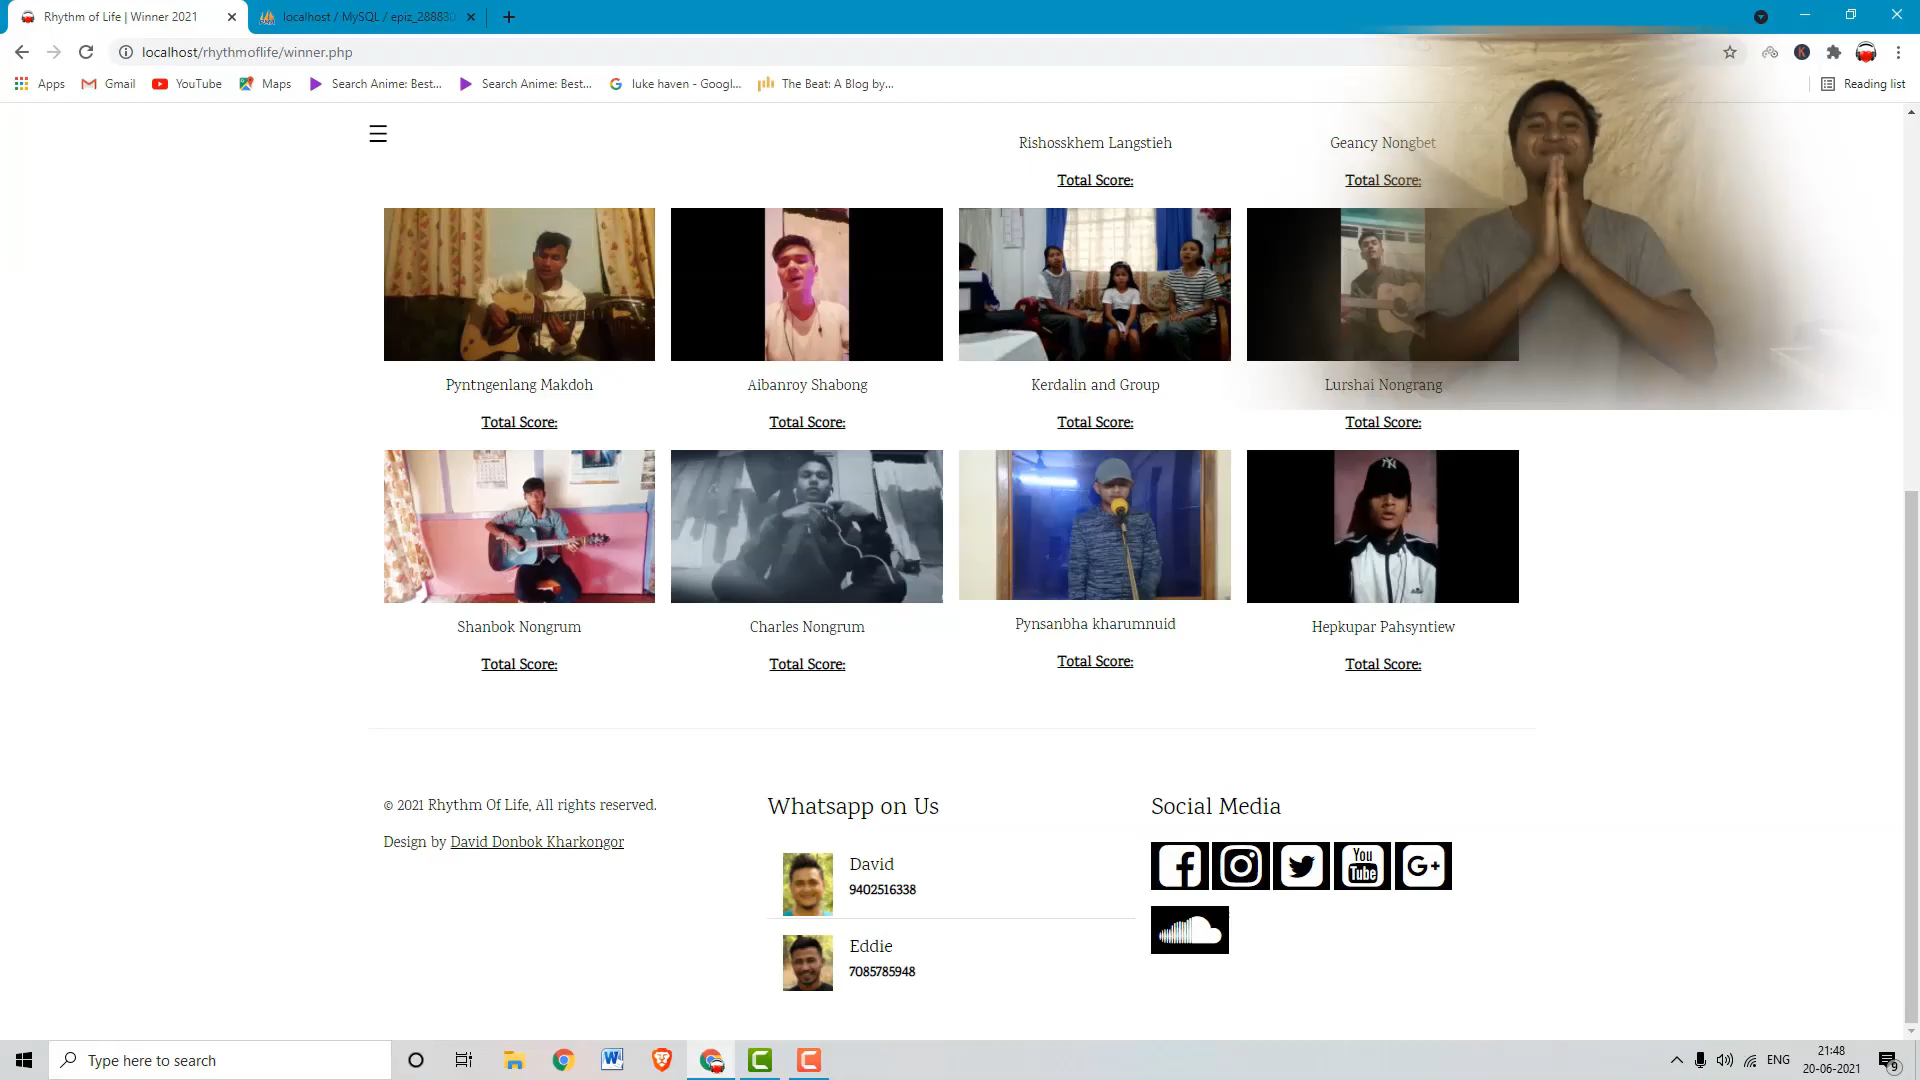 Rhythm of Life | Winner 2021
localhost / MySQL / epiz_288830
localhost/rhythmoflife/winner.php
Apps Gmail YouTube Maps Search Anime: Best... Search Anime: Best... luke haven - Googl... The Beat: A Blog by... Reading list
Rishosskhem Langstieh Geancy Nongbet
Total Score: Total Score:
Pyntngenlang Makdoh Aibanroy Shabong Kerdalin and Group Lurshai Nongrang
Total Score: Total Score: Total Score: Total Score:
Shanbok Nongrum Charles Nongrum Pynsanbha kharumnuid Hepkupar Pahsyntiew
Total Score: Total Score: Total Score: Total Score:
© 2021 Rhythm Of Life, All rights reserved.
Design by David Donbok Kharkongor
Whatsapp on Us
David
9402516338
Eddie
7085785948
Social Media
You
Tube
G+
Type here to search
ENG
21:48
20-06-2021
9